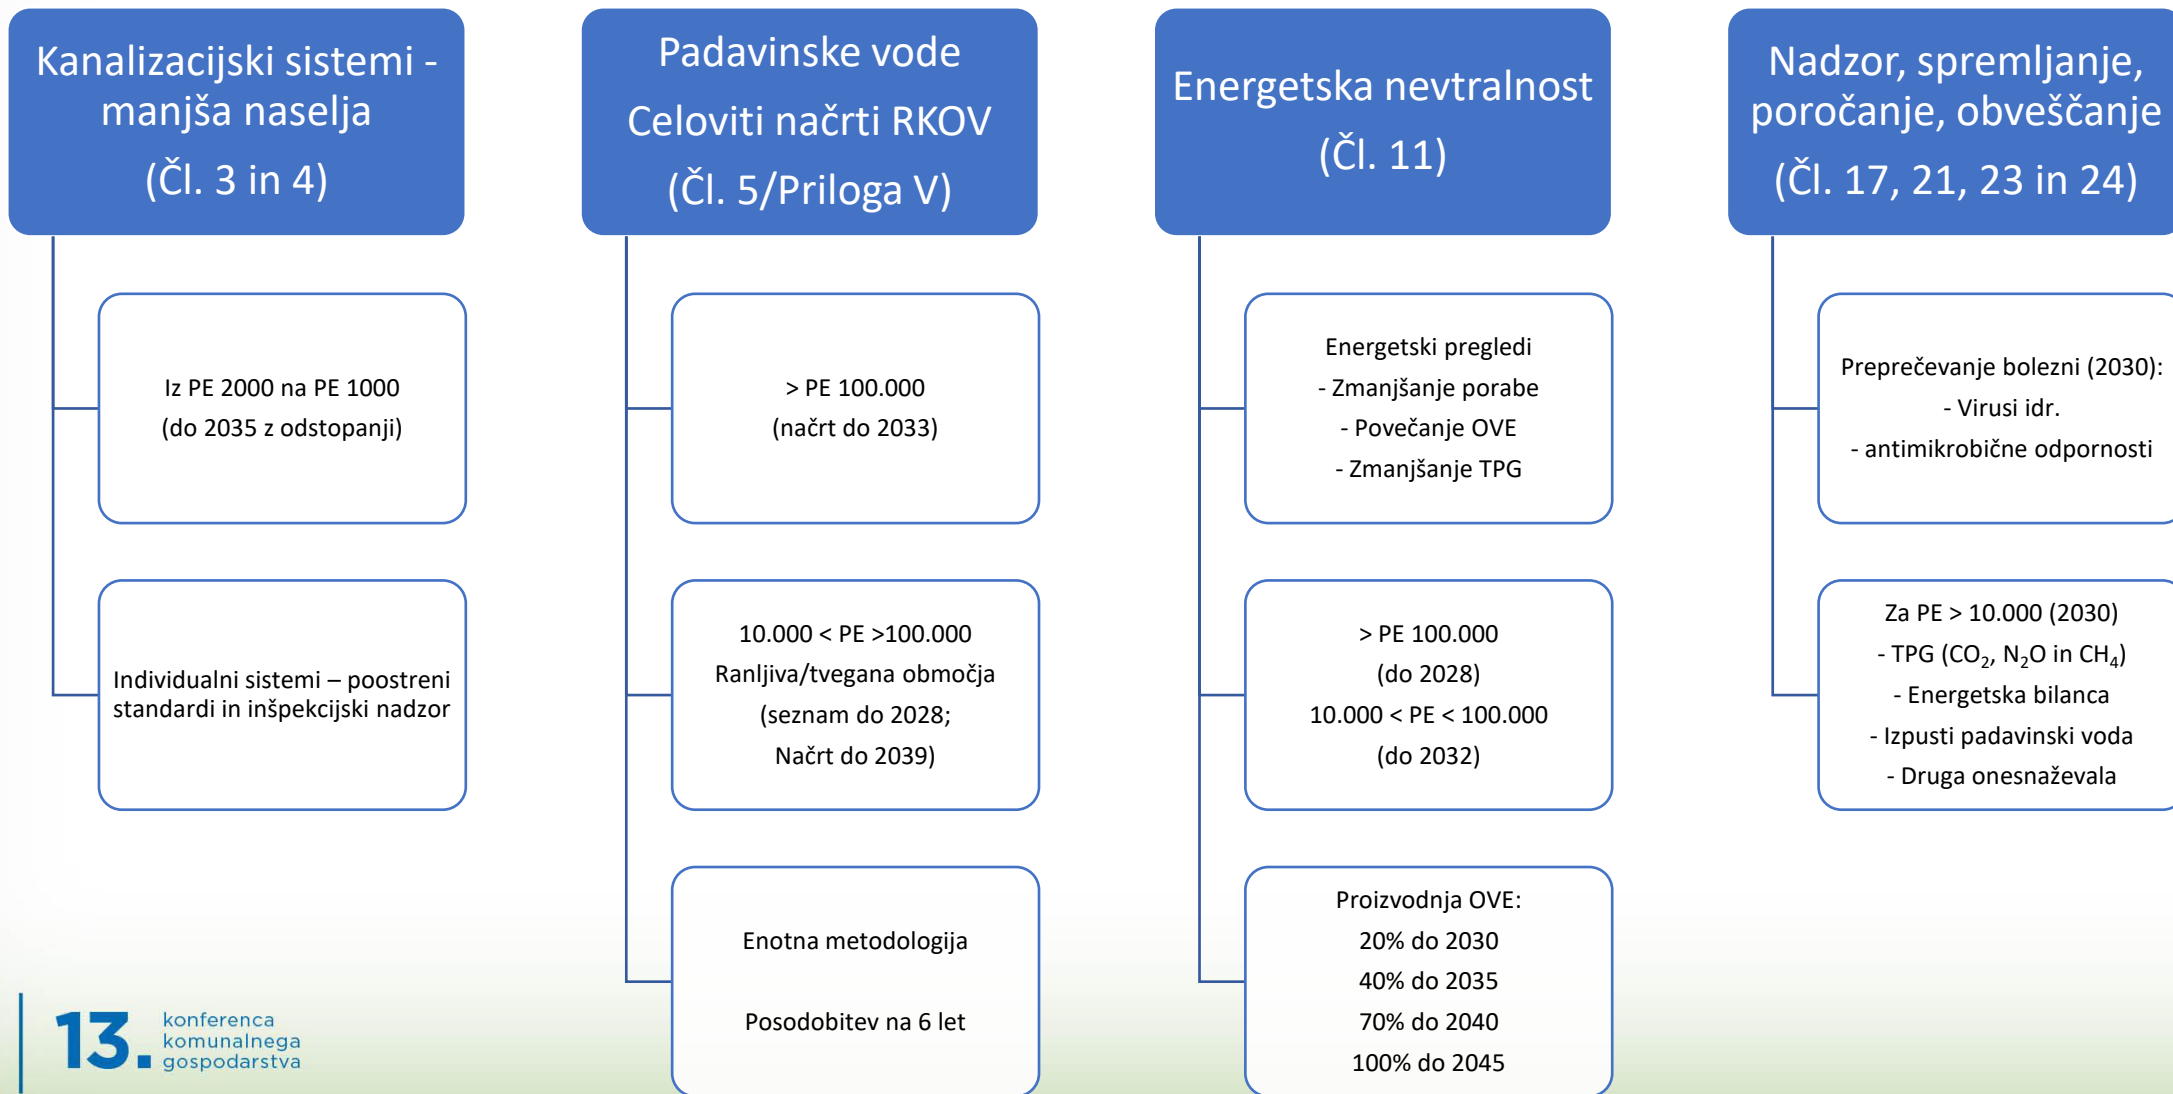 Kanalizacijski sistemi -
manjša naselja
(Čl. 3 in 4)
Iz PE 2000 na PE 1000
(do 2035 z odstopanji)
Individualni sistemi – poostreni
standardi in inšpekcijski nadzor
Padavinske vode
Celoviti načrti RKOV
(Čl. 5/Priloga V)
> PE 100.000
(načrt do 2033)
10.000 < PE >100.000
Ranljiva/tvegana območja
(seznam do 2028;
Načrt do 2039)
Enotna metodologija
Posodobitev na 6 let
Energetska nevtralnost
(Čl. 11)
Energetski pregledi
- Zmanjšanje porabe
- Povečanje OVE
- Zmanjšanje TPG
> PE 100.000
(do 2028)
10.000 < PE < 100.000
(do 2032)
Proizvodnja OVE:
20% do 2030
40% do 2035
70% do 2040
100% do 2045
Nadzor, spremljanje,
poročanje, obveščanje
(Čl. 17, 21, 23 in 24)
Preprečevanje bolezni (2030):
- Virusi idr.
- antimikrobične odpornosti
Za PE > 10.000 (2030)
- TPG (CO₂, N₂O in CH₄)
- Energetska bilanca
- Izpusti padavinski voda
- Druga onesnaževala
13. konferenca
komunalnega
gospodarstva